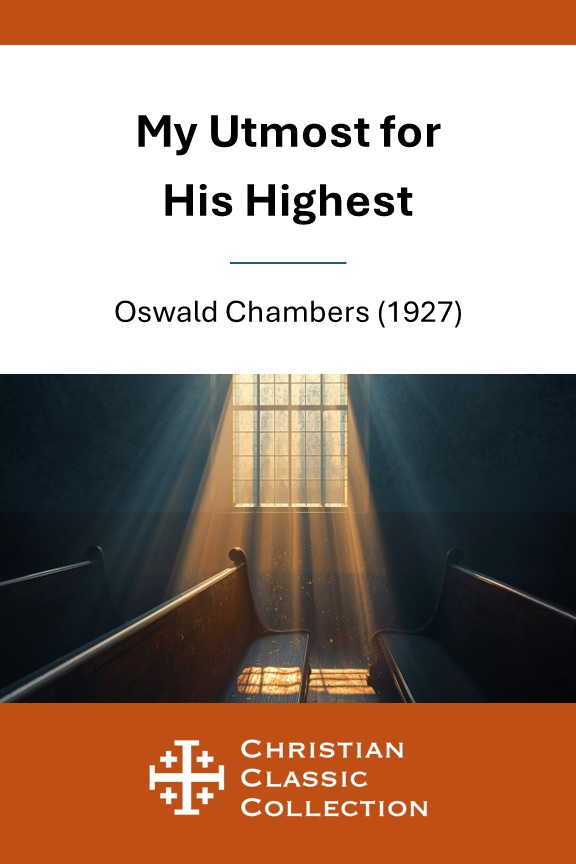 My Utmost for
His Highest
Oswald Chambers (1927)
Christian
Classic
Collection